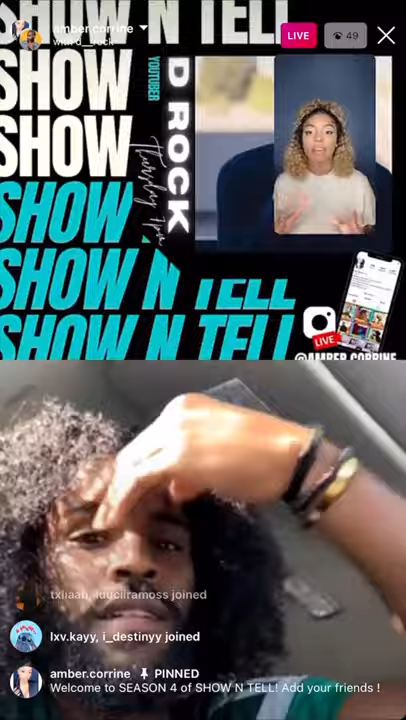 SHOW N TELL
amber.corrine
LIVE
49
SHOW
SHOW
SHOW
SHOW N TELL
SHOW N TELL
YOUTUBER
D ROCK
LIVE
@AMBER.CORRINE
joined
lxv.kayy, i_destinyy joined
amber.corrine PINNED
Welcome to SEASON 4 of SHOW N TELL! Add your friends !